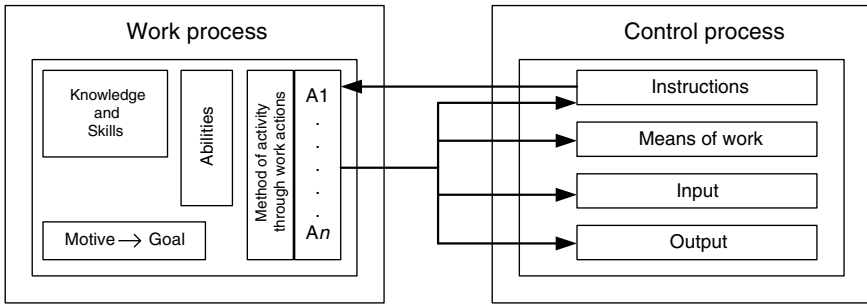 Work process
Knowledge
and
Skills
Abilities
Method of activity
through work actions
A1
.
.
.
.
.
.
An
Motive → Goal
Control process
Instructions
Means of work
Input
Output